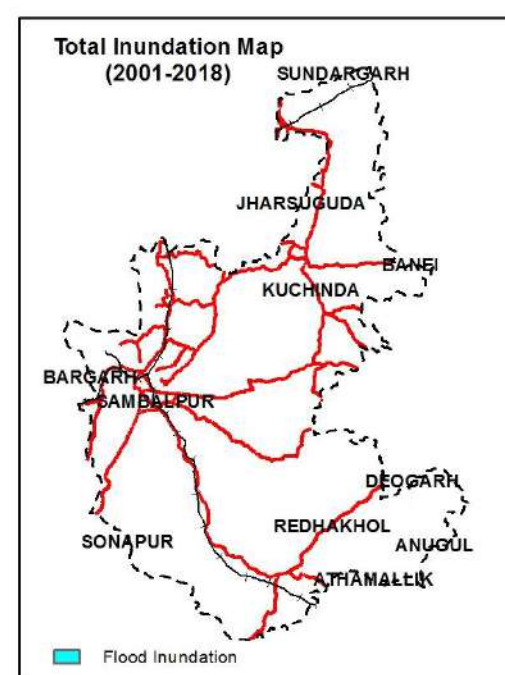 Total Inundation Map
(2001-2018)
SUNDARGARH
JHARSUGUDA
BANEI
KUCHINDA
BARGARH
SAMBALPUR
DEOGARH
REDHAKHOL
ANUGUL
SONAPUR
ATHAMALLIK
Flood Inundation